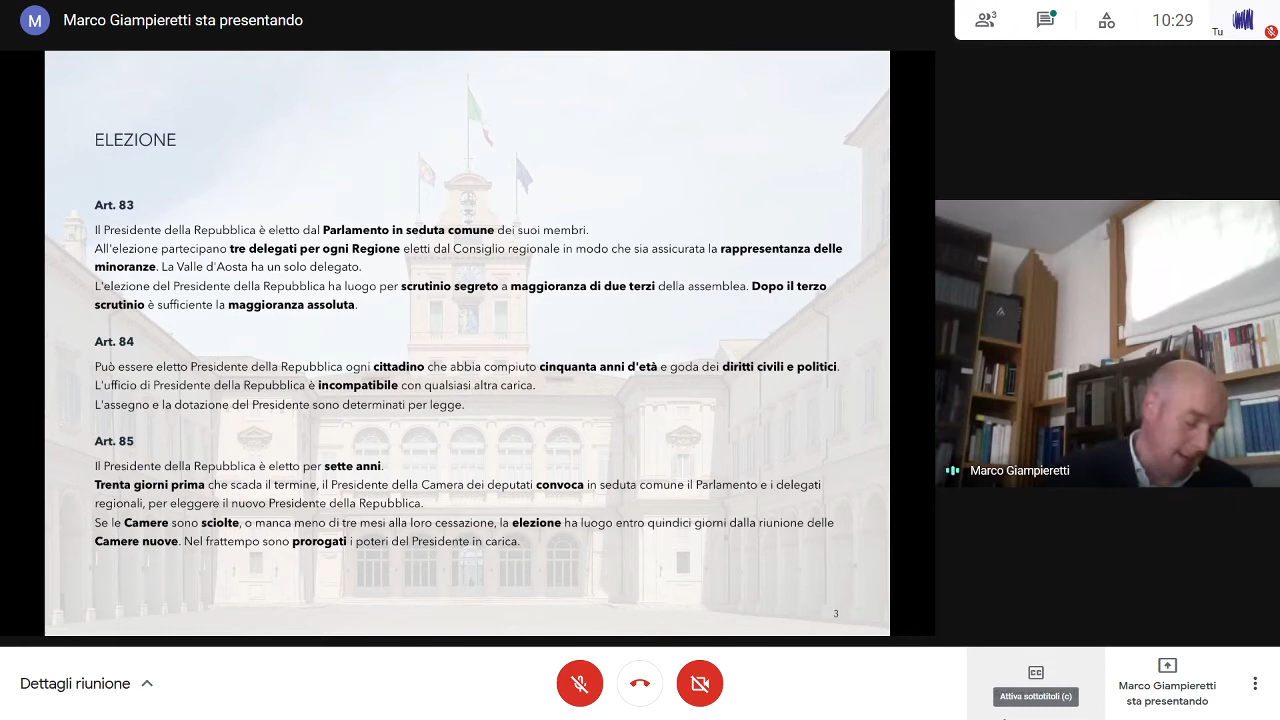 M
Marco Giampieretti sta presentando
3
10:29
Tu
ELEZIONE
Art. 83
Il Presidente della Repubblica è eletto dal Parlamento in seduta comune dei suoi membri.
All'elezione partecipano tre delegati per ogni Regione eletti dal Consiglio regionale in modo che sia assicurata la rappresentanza delle
minoranze. La Valle d'Aosta ha un solo delegato.
L'elezione del Presidente della Repubblica ha luogo per scrutinio segreto a maggioranza di due terzi della assemblea. Dopo il terzo
scrutinio è sufficiente la maggioranza assoluta.
Art. 84
Può essere eletto Presidente della Repubblica ogni cittadino che abbia compiuto cinquanta anni d'età e goda dei diritti civili e politici.
L'ufficio di Presidente della Repubblica è incompatibile con qualsiasi altra carica.
L'assegno e la dotazione del Presidente sono determinati per legge.
Art. 85
Il Presidente della Repubblica è eletto per sette anni.
Trenta giorni prima che scada il termine, il Presidente della Camera dei deputati convoca in seduta comune il Parlamento e i delegati
regionali, per eleggere il nuovo Presidente della Repubblica.
Se le Camere sono sciolte, o manca meno di tre mesi alla loro cessazione, la elezione ha luogo entro quindici giorni dalla riunione delle
Camere nuove. Nel frattempo sono prorogati i poteri del Presidente in carica.
3
Marco Giampieretti
Dettagli riunione
CC
Attiva sottotitoli (c)
Marco Giampieretti
sta presentando